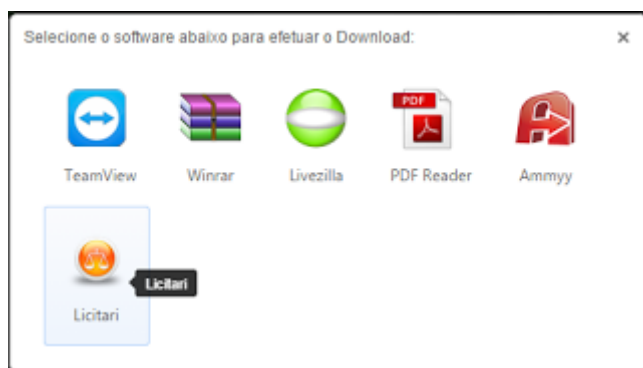 Selecione o software abaixo para efetuar o Download:
×
PDF
TeamView Winrar Livezilla PDF Reader Ammyy
Licitari
Licitari